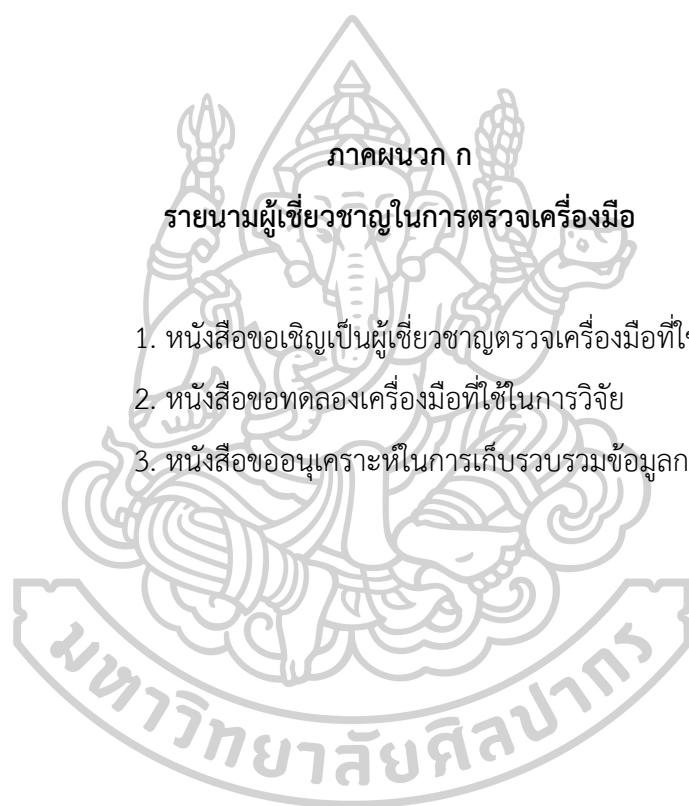 ภาคผนวก ก
รายนามผู้เชี่ยวชาญในการตรวจเครื่องมือ
1. หนังสือขอเชิญเป็นผู้เชี่ยวชาญตรวจเครื่องมือที่
2. หนังสือขอทดลองเครื่องมือที่ใช้ในการวิจัย
3. หนังสือขออนุเคราะห์ในการเก็บรวบรวมข้อมูล
มหาวิทยาลัยศิลปากร